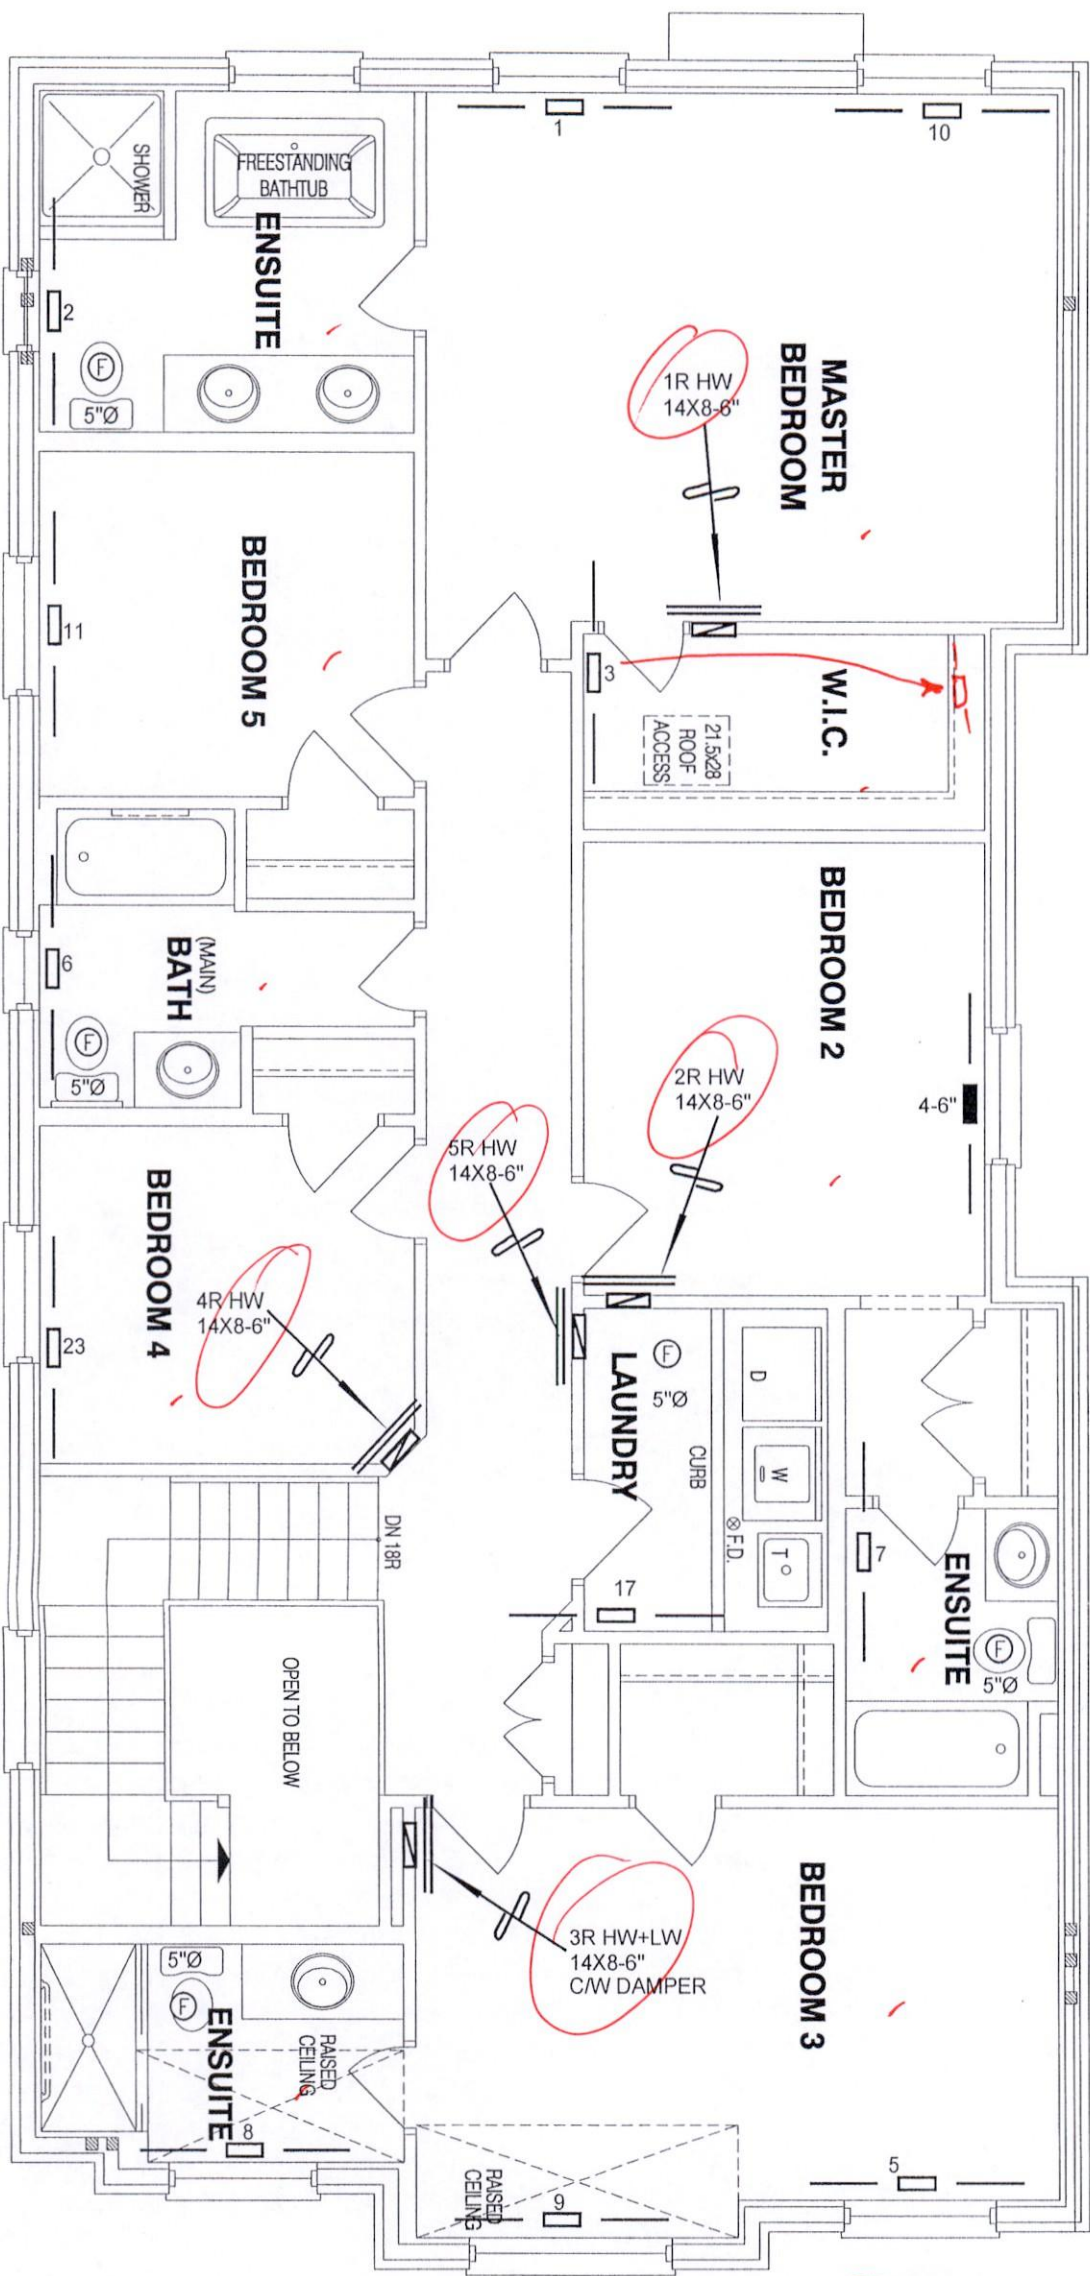 1
10
SHOWER
FREESTANDING
BATHTUB
ENSUITE
2
F
5"Ø
MASTER
BEDROOM
1R HW
14X8-6"
BEDROOM 5
11
3
W.I.C.
21.5x28
ROOF
ACCESS
BEDROOM 2
4-6"
2R HW
14X8-6"
(MAIN)
BATH
6
F
5"Ø
5R HW
14X8-6"
BEDROOM 4
4R HW
14X8-6"
23
LAUNDRY
F
5"Ø
D
W
T
CURB
F.D.
17
DN 18R
OPEN TO BELOW
7
ENSUITE
F
5"Ø
BEDROOM 3
3R HW+LW
14X8-6"
C/W DAMPER
5"Ø
F
ENSUITE
RAISED
CEILING
8
RAISED
CEILING
9
5